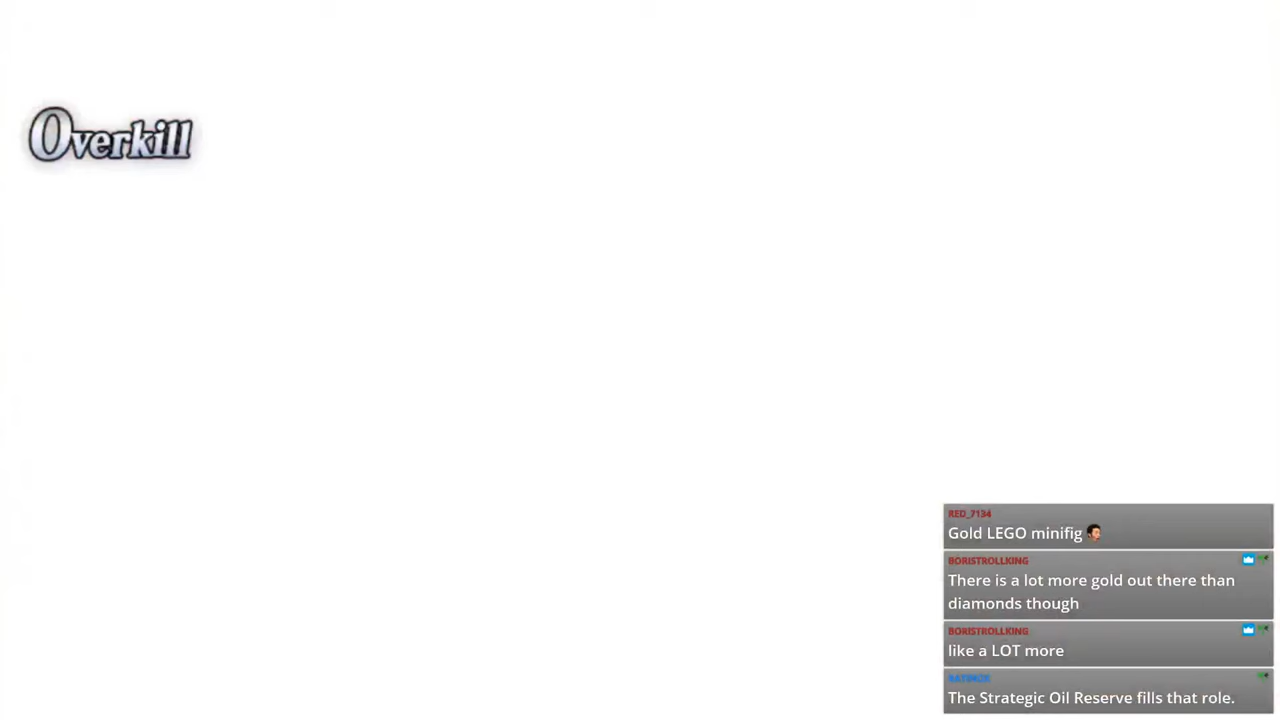 Overkill
RED_7134
Gold LEGO minifig
BORISTROLLKING
There is a lot more gold out there than
diamonds though
BORISTROLLKING
like a LOT more
The Strategic Oil Reserve fills that role.